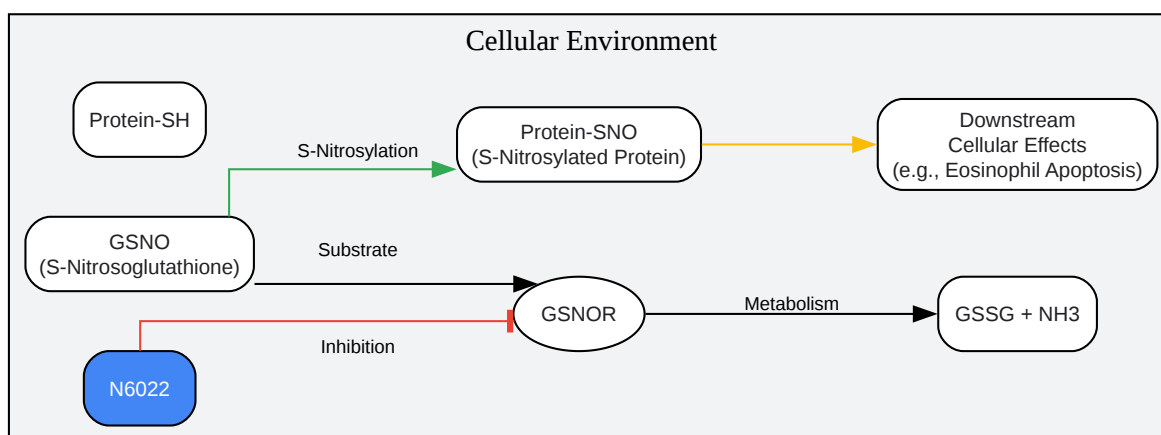 Cellular Environment
Protein-SH
S-Nitrosylation
Protein-SNO
(S-Nitrosylated Protein)
Downstream
Cellular Effects
(e.g., Eosinophil Apoptosis)
GSNO
(S-Nitrosoglutathione)
Substrate
GSNOR
Metabolism
GSSG + NH3
Inhibition
N6022